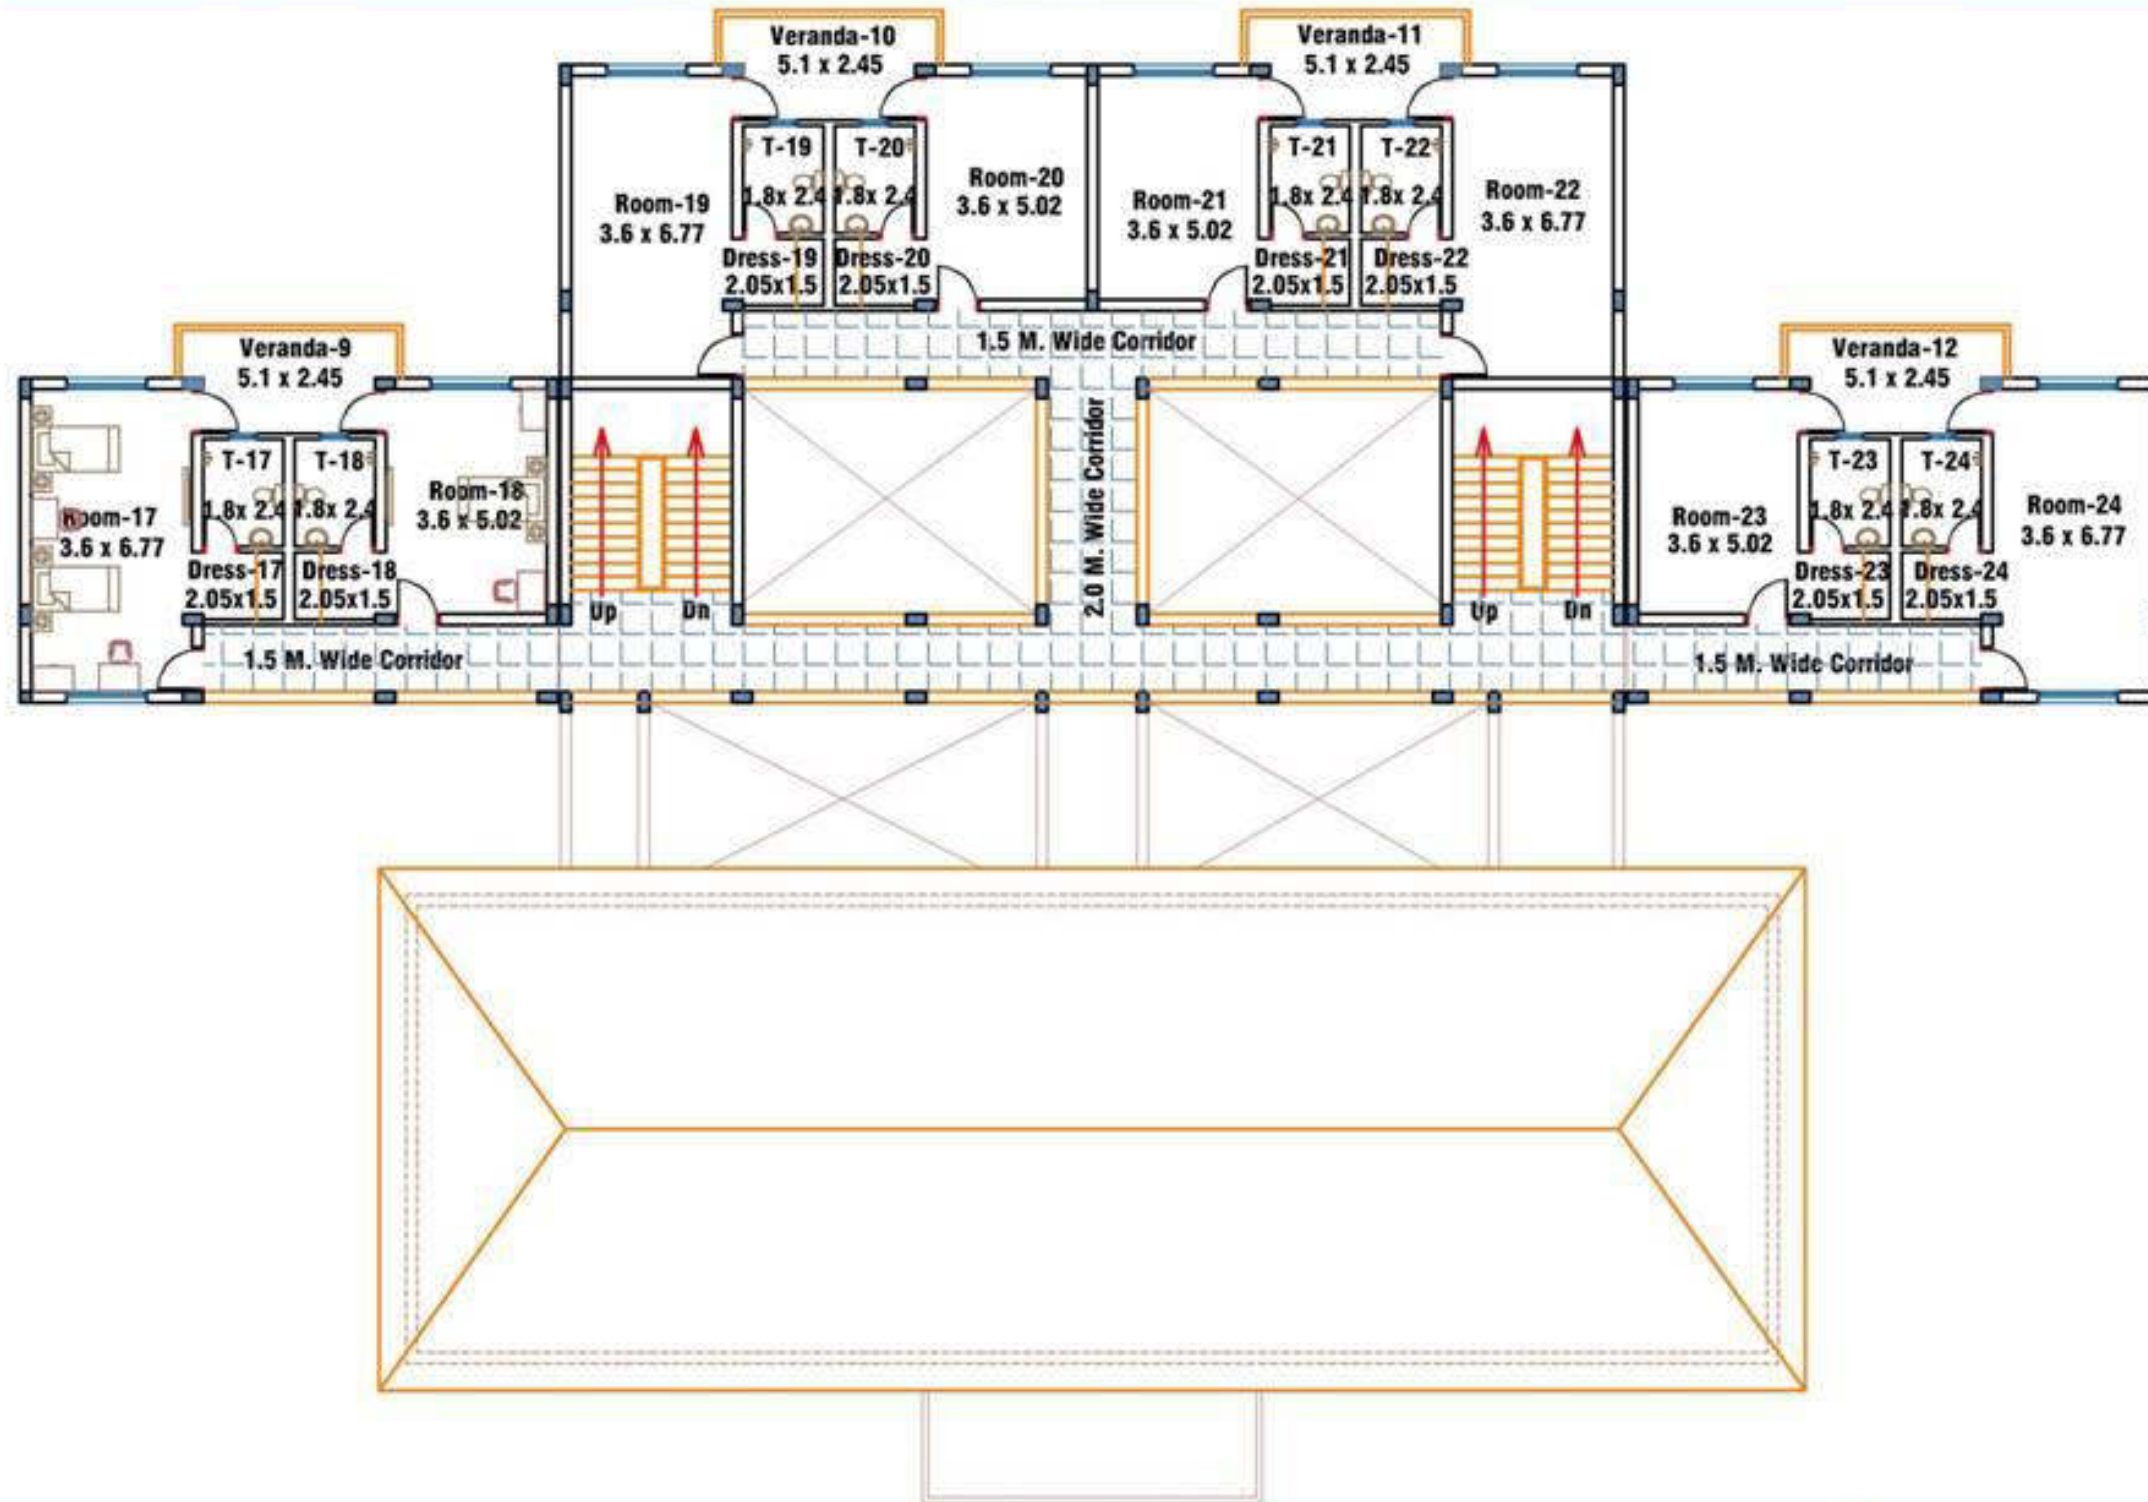 Veranda-10
5.1 x 2.45
Veranda-11
5.1 x 2.45
T-19
1.8x 2.4
T-20
1.8x 2.4
T-21
1.8x 2.4
T-22
1.8x 2.4
Room-19
3.6 x 6.77
Room-20
3.6 x 5.02
Room-21
3.6 x 5.02
Room-22
3.6 x 6.77
Dress-19
2.05x1.5
Dress-20
2.05x1.5
Dress-21
2.05x1.5
Dress-22
2.05x1.5
1.5 M. Wide Corridor
Veranda-9
5.1 x 2.45
Veranda-12
5.1 x 2.45
2.0 M. Wide Corridor
T-17
1.8x 2.4
T-18
1.8x 2.4
T-23
1.8x 2.4
T-24
1.8x 2.4
Room-17
3.6 x 6.77
Room-18
3.6 x 5.02
Room-23
3.6 x 5.02
Room-24
3.6 x 6.77
Dress-17
2.05x1.5
Dress-18
2.05x1.5
Dress-23
2.05x1.5
Dress-24
2.05x1.5
Up
Dn
Up
Dn
1.5 M. Wide Corridor
1.5 M. Wide Corridor